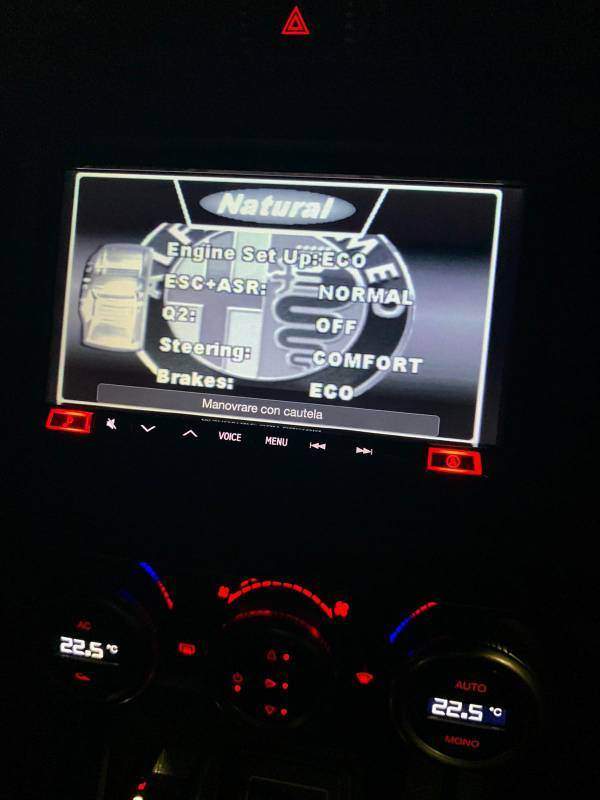 Natural
Engine Set Up:ECO
ESC+ASR: NORMAL
Q2: OFF
Steering: COMFORT
Brakes: ECO
Manovrare con cautela
VOICE MENU
AC
22.5 °C
AUTO
22.5 °C
MONO